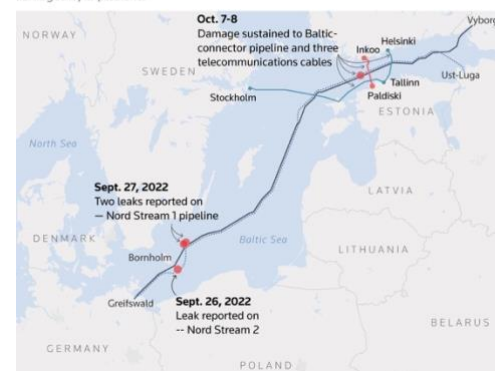 Oct. 7-8
Damage sustained to Baltic-
connector pipeline and three
telecommunications cables
NORWAY
SWEDEN
Vyborg
Helsinki
Inkoo
Ust-Luga
Stockholm
Tallinn
Paldiski
ESTONIA
North Sea
Sept. 27, 2022
Two leaks reported on
— Nord Stream 1 pipeline
LATVIA
DENMARK
Baltic Sea
LITHUANIA
Bornholm
Greifswald
Sept. 26, 2022
Leak reported on
-- Nord Stream 2
BELARUS
GERMANY
POLAND